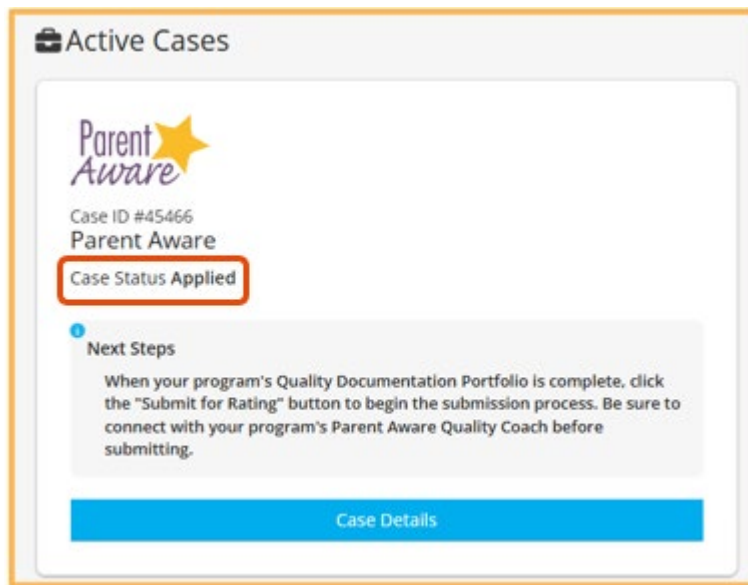 Active Cases
Parent
Aware
Case ID #45466
Parent Aware
Case Status Applied
Next Steps
When your program's Quality Documentation Portfolio is complete, click
the "Submit for Rating" button to begin the submission process. Be sure to
connect with your program's Parent Aware Quality Coach before
submitting.
Case Details